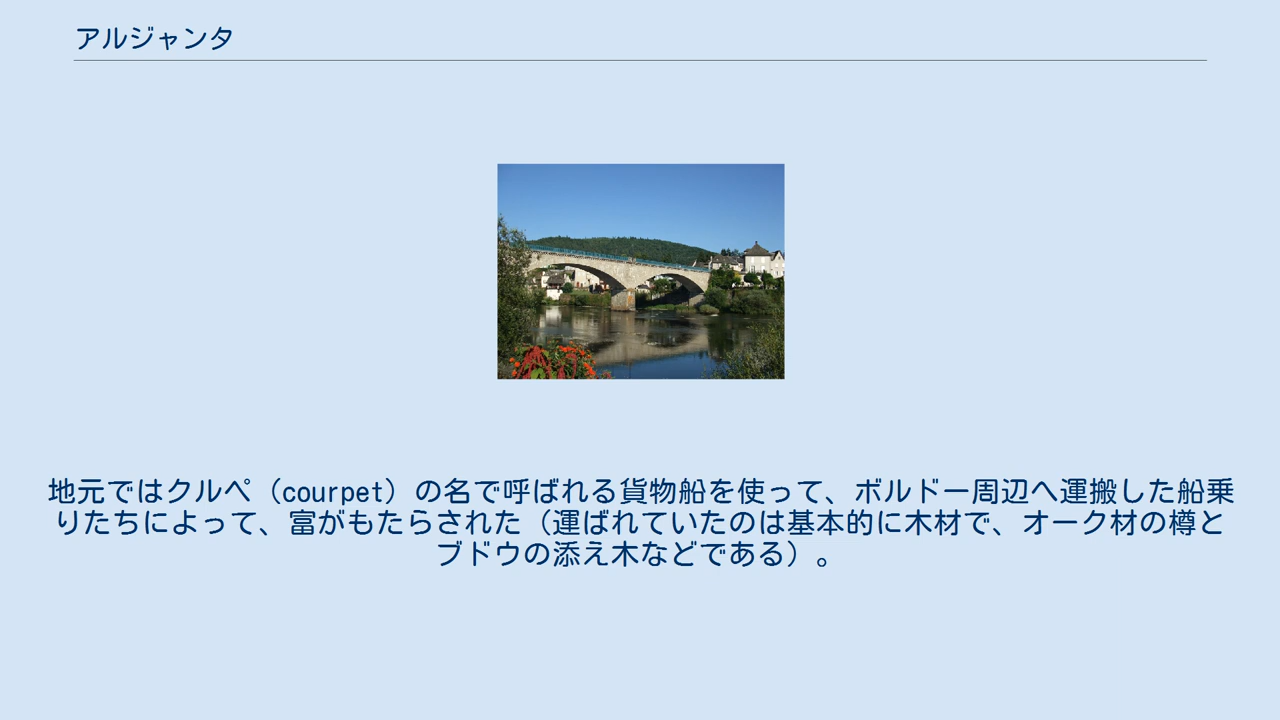 アルジャンタ
地元ではクルペ（courpet）の名で呼ばれる貨物船を使って、ボルドー周辺へ運搬した船乗
りたちによって、富がもたらされた（運ばれていたのは基本的に木材で、オーク材の樽と
ブドウの添え木などである）。